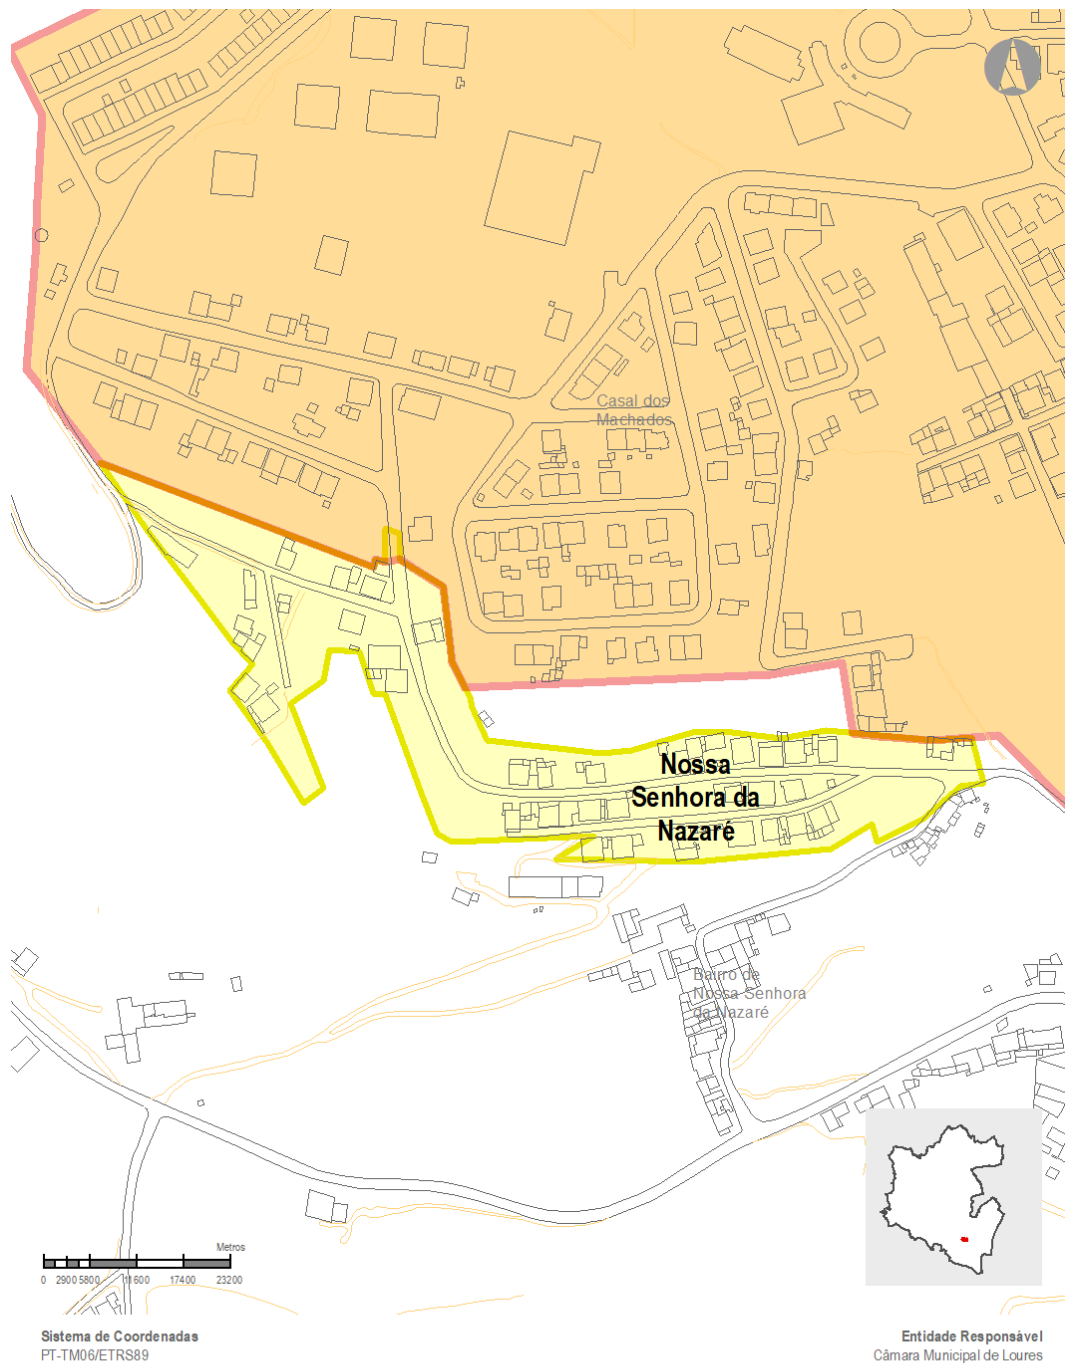 Casal dos
Machados
Nossa
Senhora da
Nazaré
Bairro de
Nossa Senhora
da Nazaré
Metros
0 2900 5800 11600 17400 23200
Sistema de Coordenadas
PT-TM06/ETRS89
Entidade Responsável
Câmara Municipal de Loures